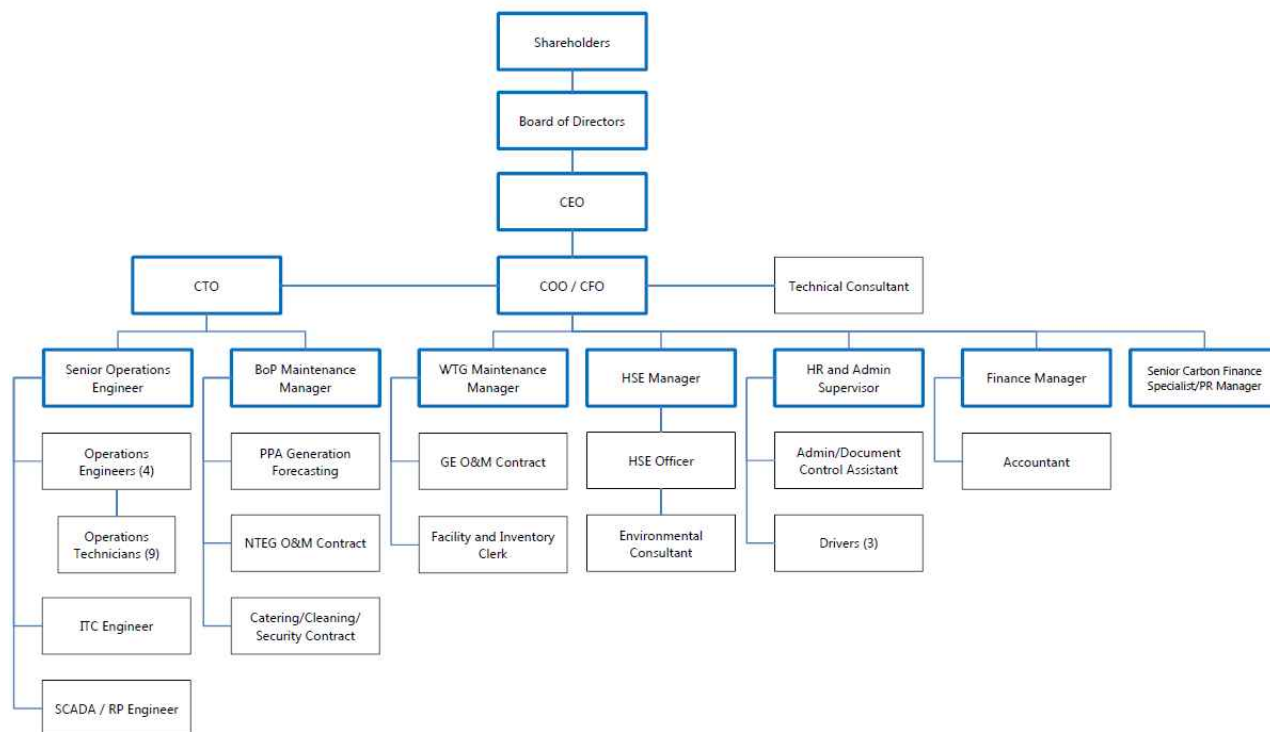 Shareholders
Board of Directors
CEO
CTO
COO / CFO
Technical Consultant
Senior Operations
Engineer
BoP Maintenance
Manager
WTG Maintenance
Manager
HSE Manager
HR and Admin
Supervisor
Finance Manager
Senior Carbon Finance
Specialist/PR Manager
Operations
Engineers (4)
PPA Generation
Forecasting
GE O&M Contract
HSE Officer
Admin/Document
Control Assistant
Accountant
Operations
Technicians (9)
NTEG O&M Contract
Facility and Inventory
Clerk
Environmental
Consultant
Drivers (3)
ITC Engineer
Catering/Cleaning/
Security Contract
SCADA / RP Engineer